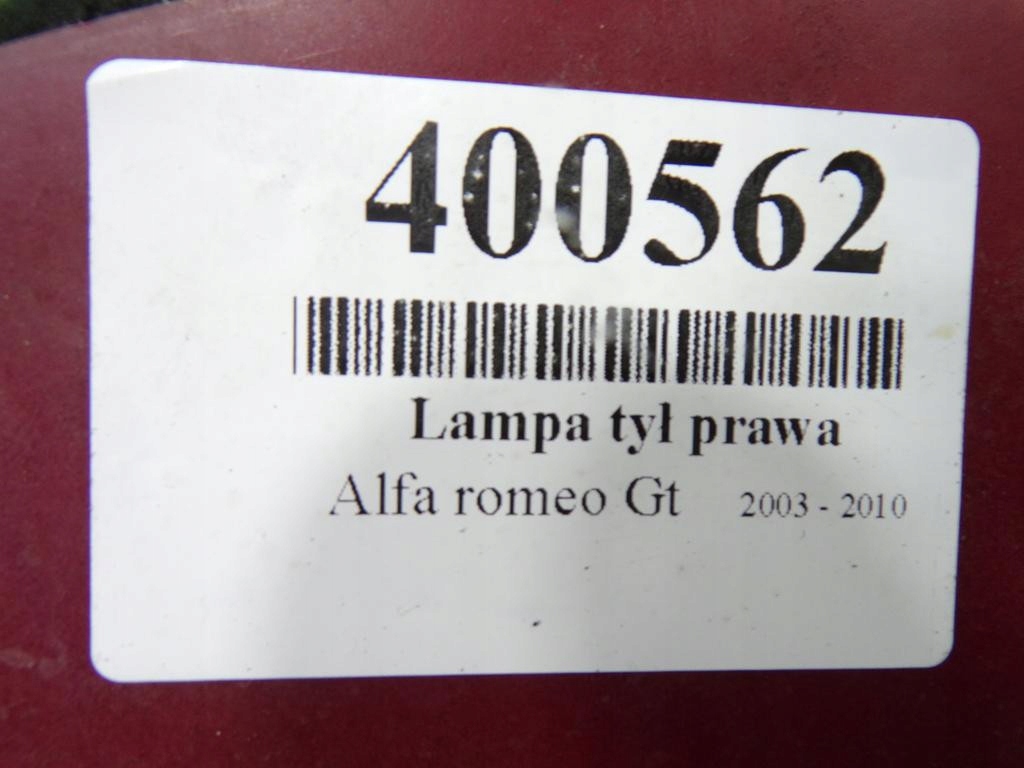 400562
Lampa tył prawa
Alfa romeo Gt 2003 - 2010